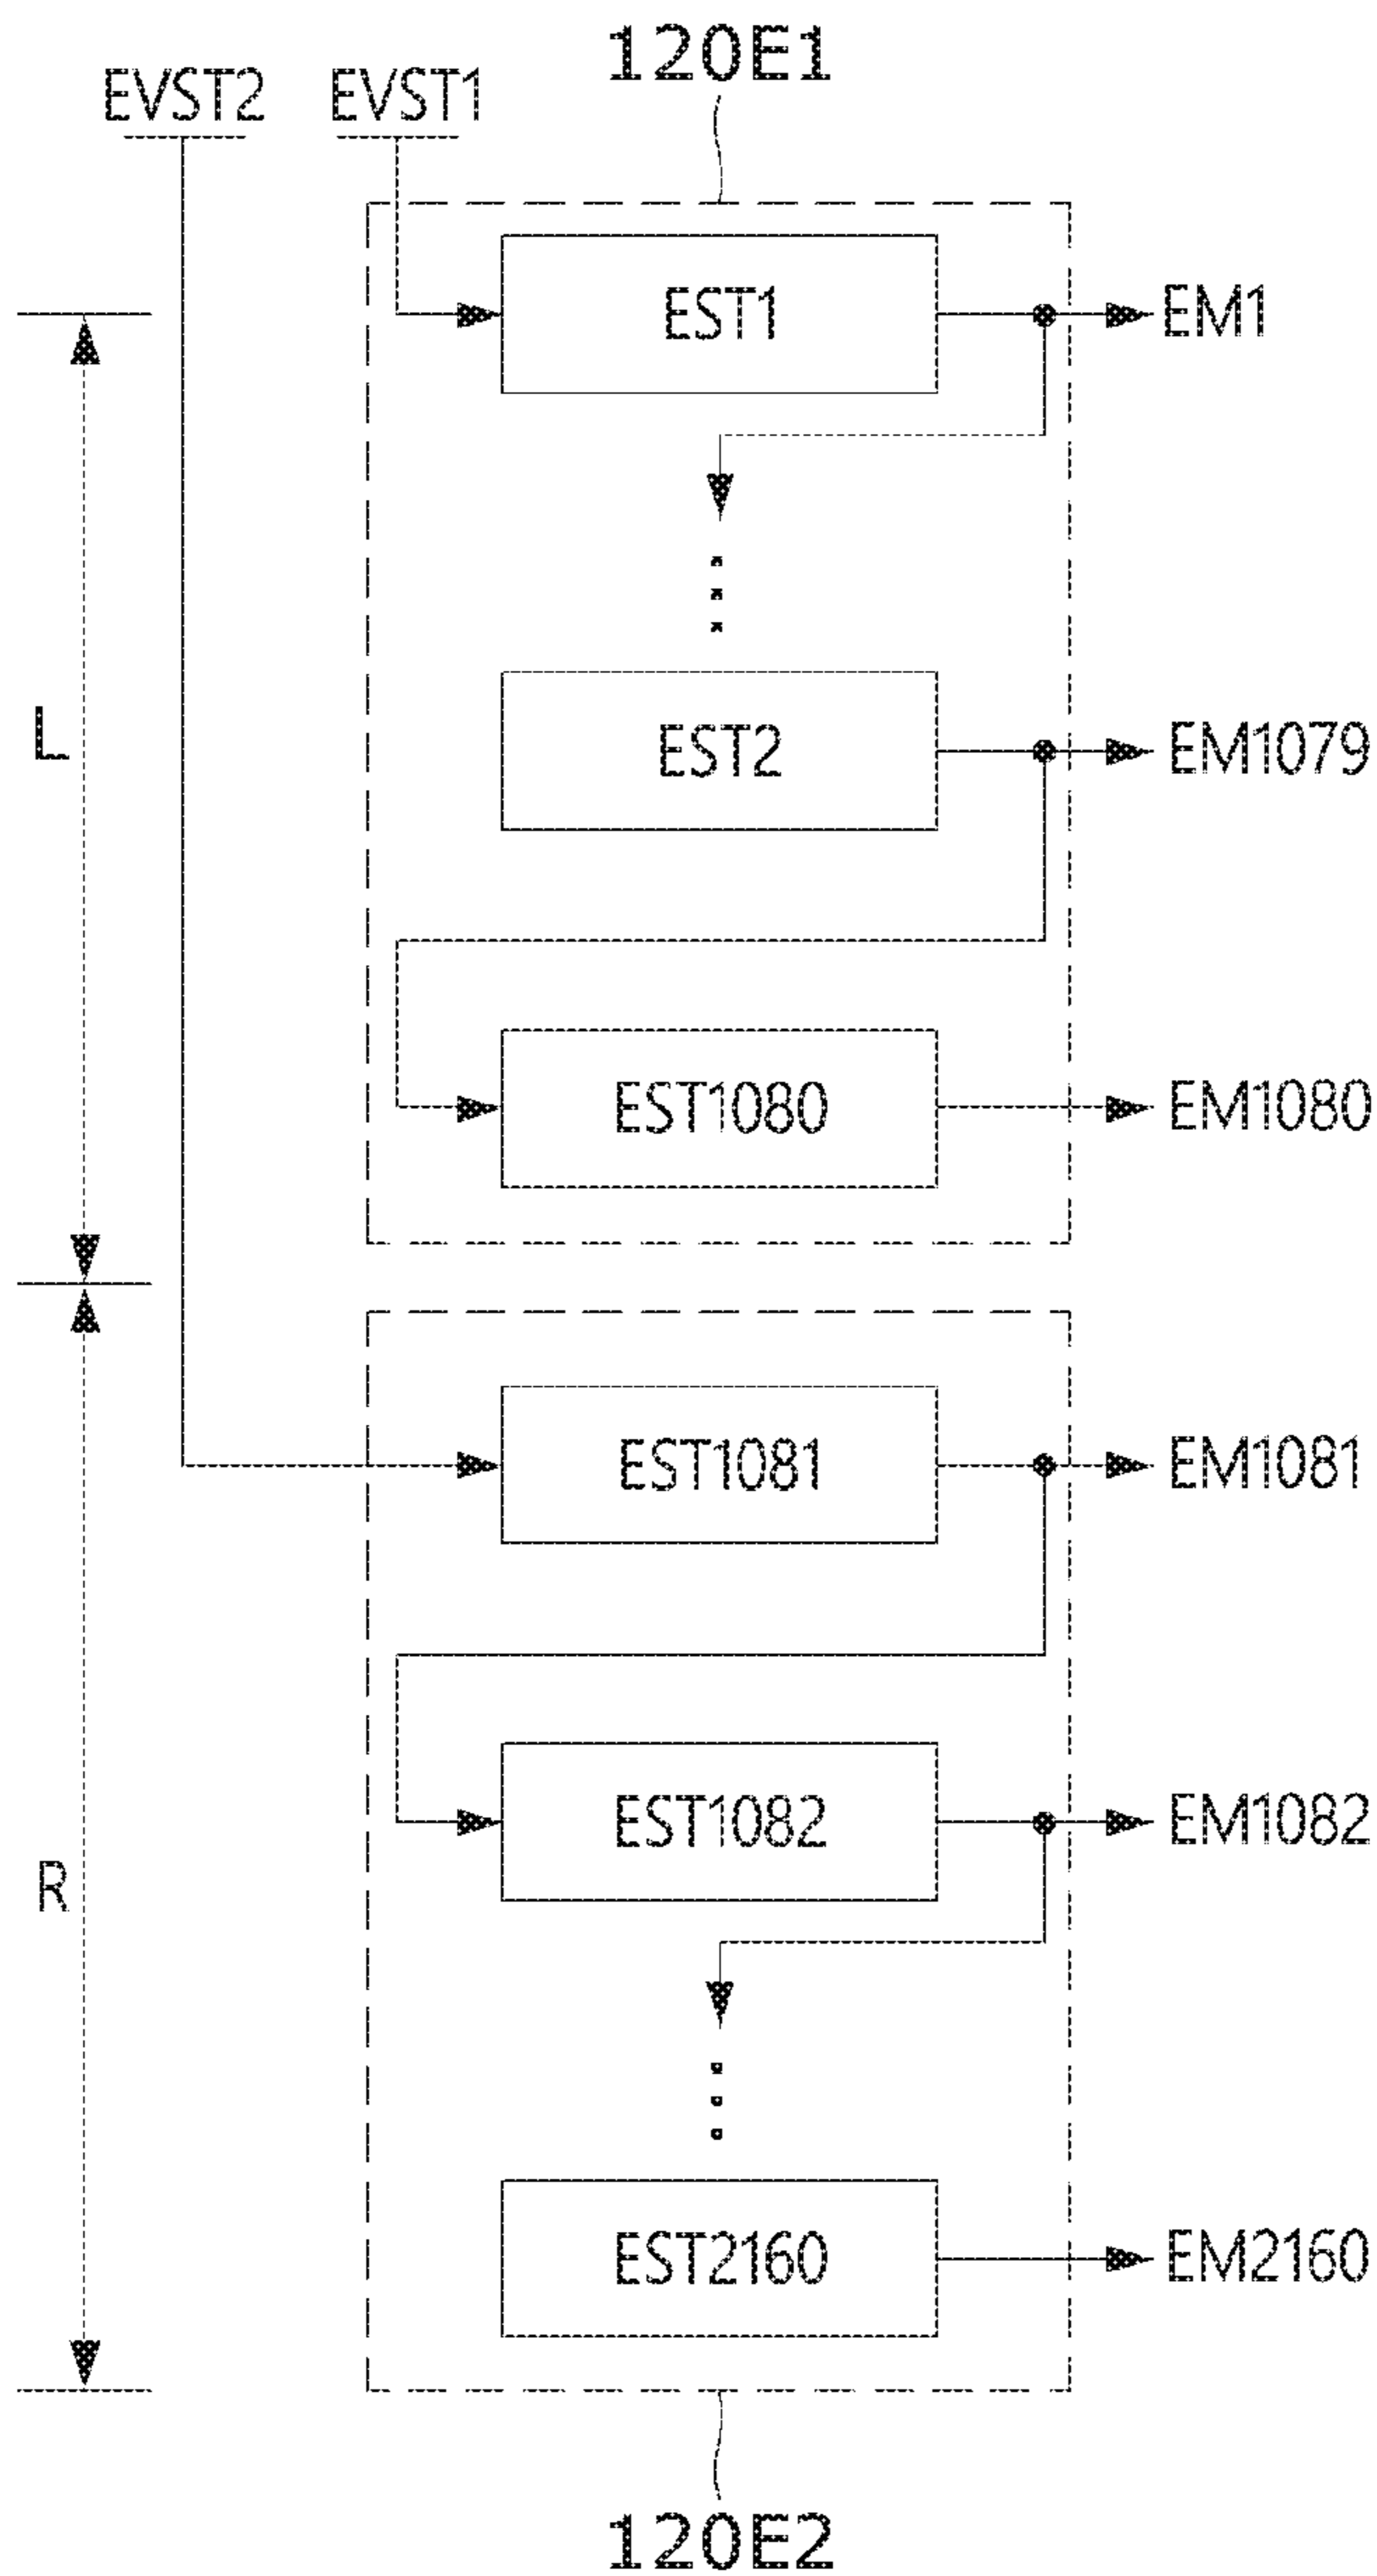 120E1
EVST2 EVST1
EST1 EM1
L EST2 EM1079
EST1080 EM1080
EST1081 EM1081
EST1082 EM1082
R
EST2160 EM2160
120E2